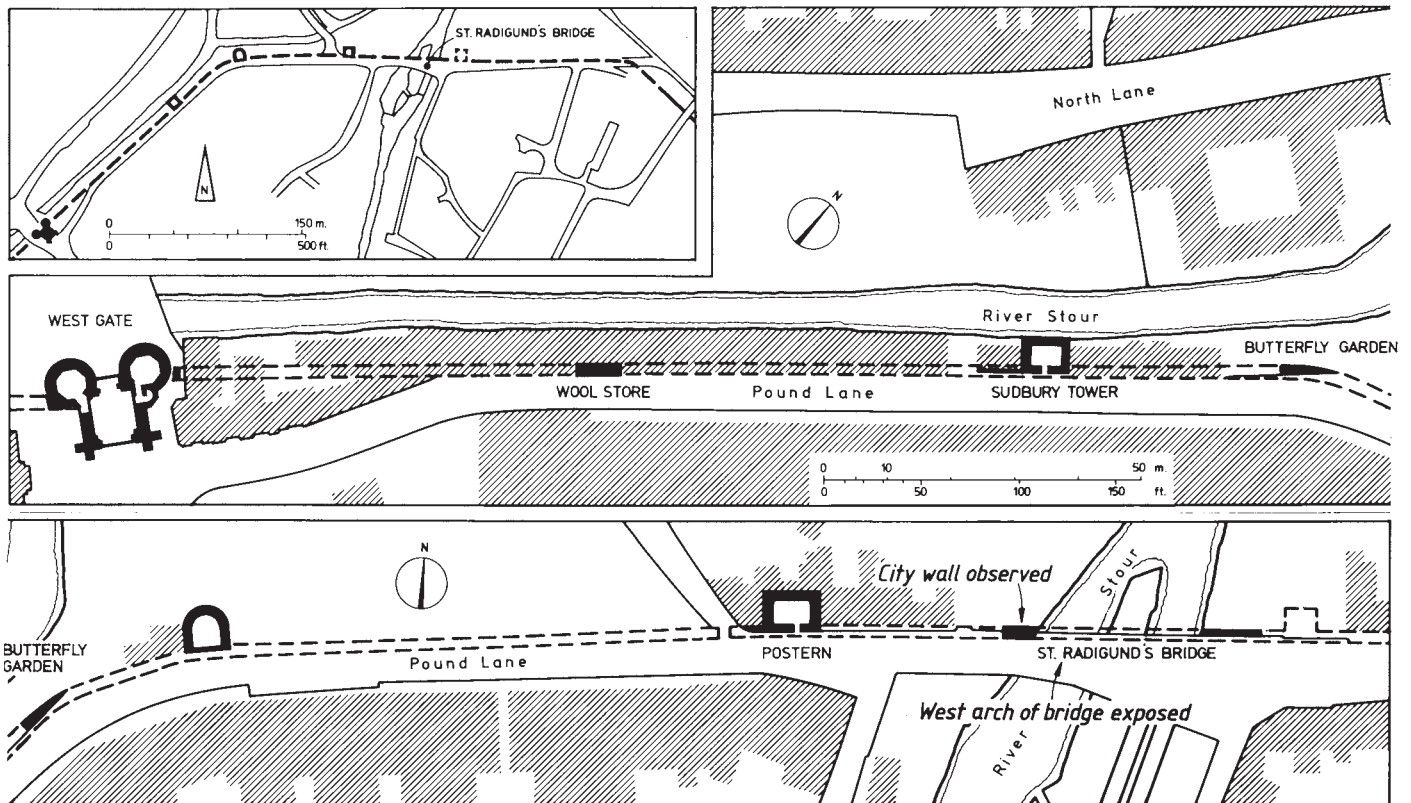 ST. RADIGUND'S BRIDGE
N
0 150 m.
0 500 ft.
North Lane
N
WEST GATE
River Stour
BUTTERFLY GARDEN
WOOL STORE
Pound Lane
SUDBURY TOWER
0 10 50 m.
0 50 100 150 ft.
N
City wall observed
Stour
BUTTERFLY
GARDEN
Pound Lane
POSTERN
ST. RADIGUND'S BRIDGE
West arch of bridge exposed
River